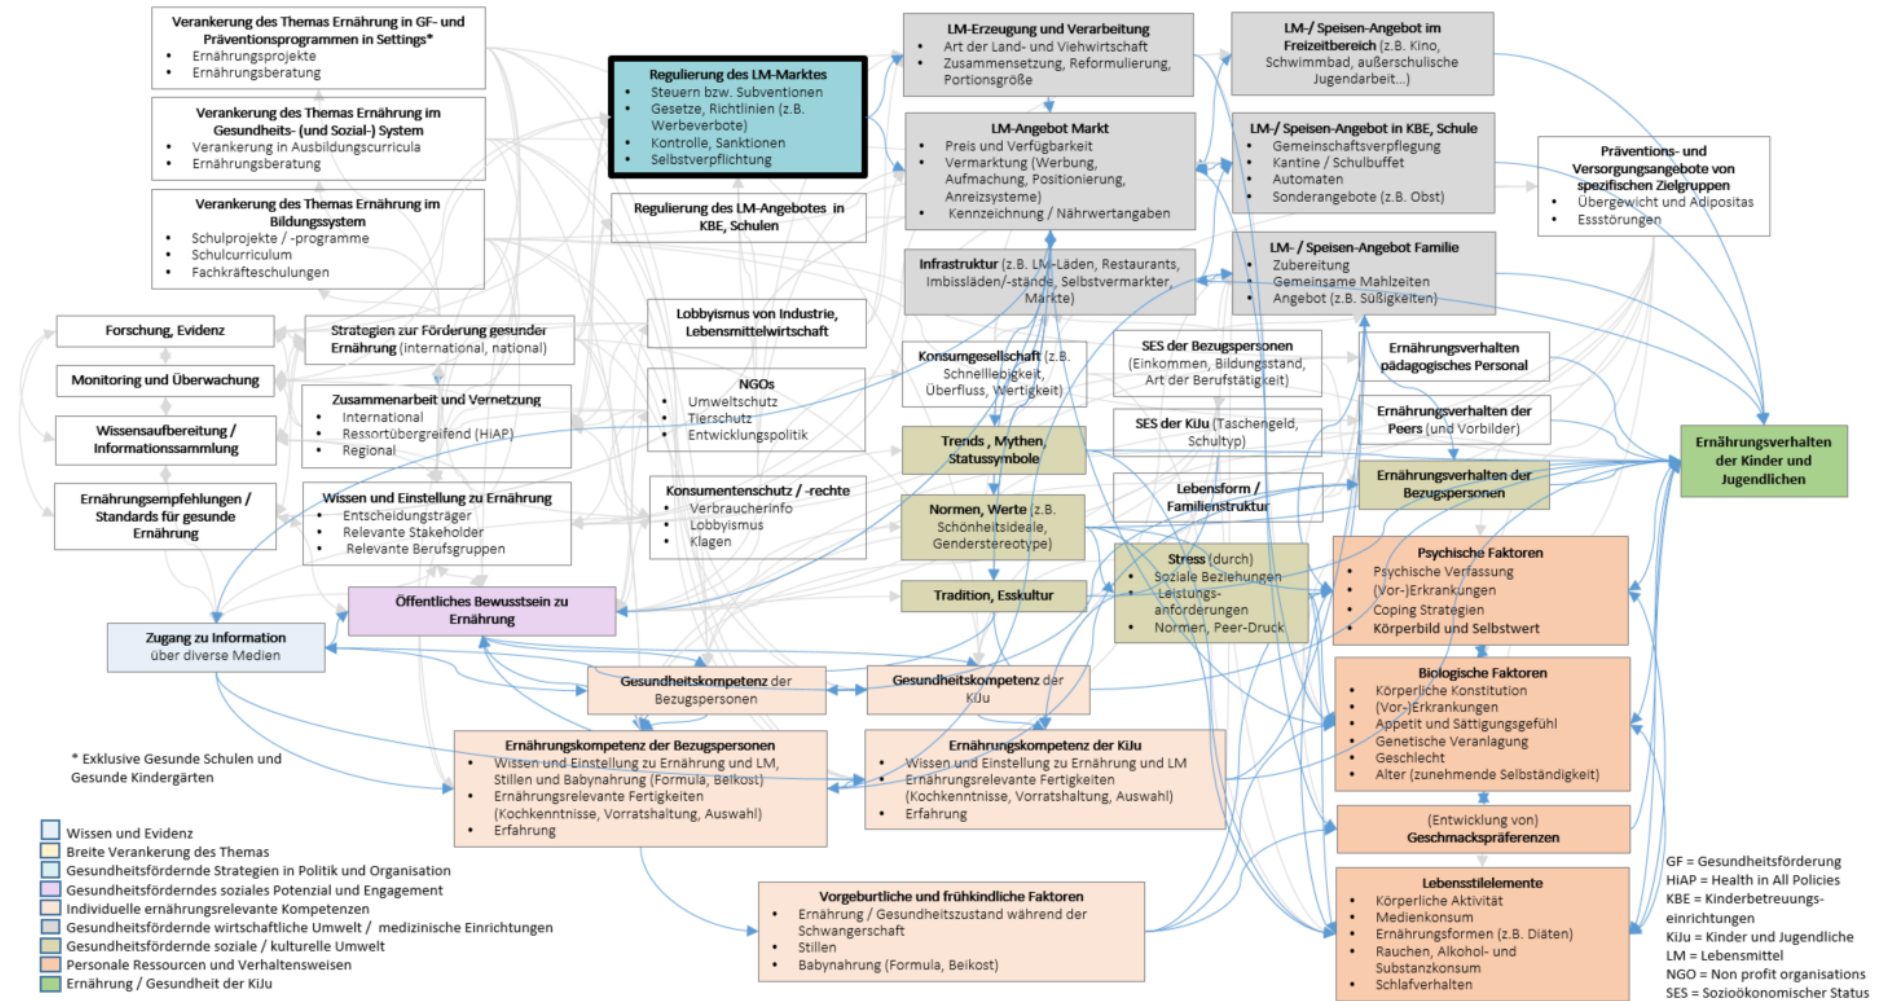 Verankerung des Themas Ernährung in GF- und
Präventionsprogrammen in Settings*
• Ernährungsprojekte
• Ernährungsberatung
Verankerung des Themas Ernährung im
Gesundheits- (und Sozial-) System
• Verankerung in Ausbildungscurricula
• Ernährungsberatung
Verankerung des Themas Ernährung im
Bildungssystem
• Schulprojekte / -programme
• Schulcurriculum
• Fachkräfteschulungen
Regulierung des LM-Marktes
• Steuern bzw. Subventionen
• Gesetze, Richtlinien (z.B.
Werbeverbote)
• Kontrolle, Sanktionen
• Selbstverpflichtung
Regulierung des LM-Angebotes in
KBE, Schulen
LM-Erzeugung und Verarbeitung
• Art der Land- und Viehwirtschaft
• Zusammensetzung, Reformulierung,
Portionsgröße
LM-Angebot Markt
• Preis und Verfügbarkeit
• Vermarktung (Werbung,
Aufmachung, Positionierung,
Anreizsysteme)
• Kennzeichnung / Nährwertangaben
Infrastruktur (z.B. LM-Läden, Restaurants,
Imbissläden/-stände, Selbstvermarkter,
Märkte)
LM-/ Speisen-Angebot im
Freizeitbereich (z.B. Kino,
Schwimmbad, außerschulische
Jugendarbeit...)
LM-/ Speisen-Angebot in KBE, Schule
• Gemeinschaftsverpflegung
• Kantine / Schulbuffet
• Automaten
• Sonderangebote (z.B. Obst)
LM- / Speisen-Angebot Familie
• Zubereitung
• Gemeinsame Mahlzeiten
• Angebot (z.B. Süßigkeiten)
Präventions- und
Versorgungsangebote von
spezifischen Zielgruppen
• Übergewicht und Adipositas
• Essstörungen
Forschung, Evidenz
Monitoring und Überwachung
Wissensaufbereitung /
Informationssammlung
Ernährungsempfehlungen /
Standards für gesunde
Ernährung
Strategien zur Förderung gesunder
Ernährung (international, national)
Zusammenarbeit und Vernetzung
• International
• Ressortübergreifend (HiAP)
• Regional
Wissen und Einstellung zu Ernährung
• Entscheidungsträger
• Relevante Stakeholder
• Relevante Berufsgruppen
Lobbyismus von Industrie,
Lebensmittelwirtschaft
NGOs
• Umweltschutz
• Tierschutz
• Entwicklungspolitik
Konsumentenschutz / -rechte
• Verbraucherinfo
• Lobbyismus
• Klagen
Konsumgesellschaft (z.B.
Schnelllebigkeit,
Überfluss, Wertigkeit)
Trends , Mythen,
Statussymbole
Normen, Werte (z.B.
Schönheitsideale,
Genderstereotype)
Tradition, Esskultur
SES der Bezugspersonen
(Einkommen, Bildungsstand,
Art der Berufstätigkeit)
SES der KiJu (Taschengeld,
Schultyp)
Lebensform /
Familienstruktur
Stress (durch)
• Soziale Beziehungen
• Leistungs-
anforderungen
• Normen, Peer-Druck
Ernährungsverhalten
pädagogisches Personal
Ernährungsverhalten der
Peers (und Vorbilder)
Ernährungsverhalten der
Bezugspersonen
Ernährungsverhalten
der Kinder und
Jugendlichen
Psychische Faktoren
• Psychische Verfassung
• (Vor-)Erkrankungen
• Coping Strategien
• Körperbild und Selbstwert
Biologische Faktoren
• Körperliche Konstitution
• (Vor-)Erkrankungen
• Appetit und Sättigungsgefühl
• Genetische Veranlagung
• Geschlecht
• Alter (zunehmende Selbständigkeit)
(Entwicklung von)
Geschmackspräferenzen
Lebensstilelemente
• Körperliche Aktivität
• Medienkonsum
• Ernährungsformen (z.B. Diäten)
• Rauchen, Alkohol- und
Substanzkonsum
• Schlafverhalten
Öffentliches Bewusstsein zu
Ernährung
Zugang zu Information
über diverse Medien
Gesundheitskompetenz der
Bezugspersonen
Gesundheitskompetenz der
KiJu
Ernährungskompetenz der Bezugspersonen
• Wissen und Einstellung zu Ernährung und LM,
Stillen und Babynahrung (Formula, Beikost)
• Ernährungsrelevante Fertigkeiten
(Kochkenntnisse, Vorratshaltung, Auswahl)
• Erfahrung
Ernährungskompetenz der KiJu
• Wissen und Einstellung zu Ernährung und LM
• Ernährungsrelevante Fertigkeiten
(Kochkenntnisse, Vorratshaltung, Auswahl)
• Erfahrung
Vorgeburtliche und frühkindliche Faktoren
• Ernährung / Gesundheitszustand während der
Schwangerschaft
• Stillen
• Babynahrung (Formula, Beikost)
* Exklusive Gesunde Schulen und
Gesunde Kindergärten
Wissen und Evidenz
Breite Verankerung des Themas
Gesundheitsfördernde Strategien in Politik und Organisation
Gesundheitsförderndes soziales Potenzial und Engagement
Individuelle ernährungsrelevante Kompetenzen
Gesundheitsfördernde wirtschaftliche Umwelt / medizinische Einrichtungen
Gesundheitsfördernde soziale / kulturelle Umwelt
Personale Ressourcen und Verhaltensweisen
Ernährung / Gesundheit der KiJu
GF = Gesundheitsförderung
HiAP = Health in All Policies
KBE = Kinderbetreuungs-
einrichtungen
KiJu = Kinder und Jugendliche
LM = Lebensmittel
NGO = Non profit organisations
SES = Sozioökonomischer Status